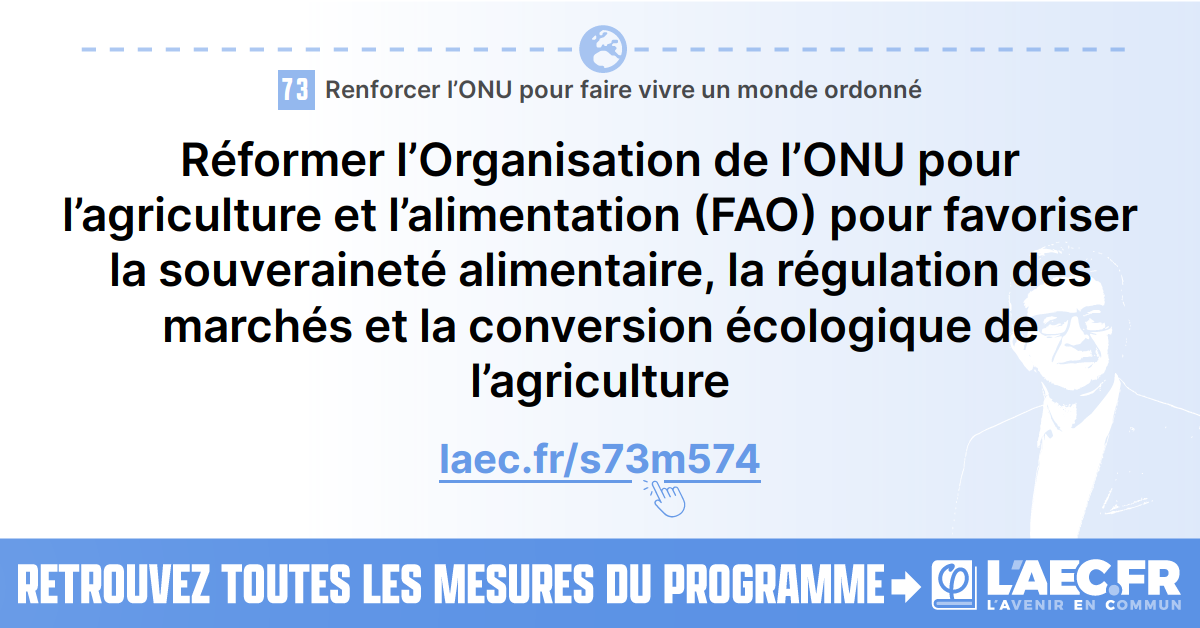 73 Renforcer l’ONU pour faire vivre un monde ordonné
Réformer l’Organisation de l’ONU pour
l’agriculture et l’alimentation (FAO) pour favoriser
la souveraineté alimentaire, la régulation des
marchés et la conversion écologique de
l’agriculture
laec.fr/s73m574
RETROUVEZ TOUTES LES MESURES DU PROGRAMME
L’AEC.FR
L’AVENIR EN COMMUN